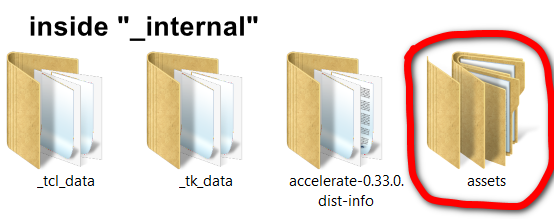 inside "_internal"
_tcl_data
_tk_data
accelerate-0.33.0.
dist-info
assets